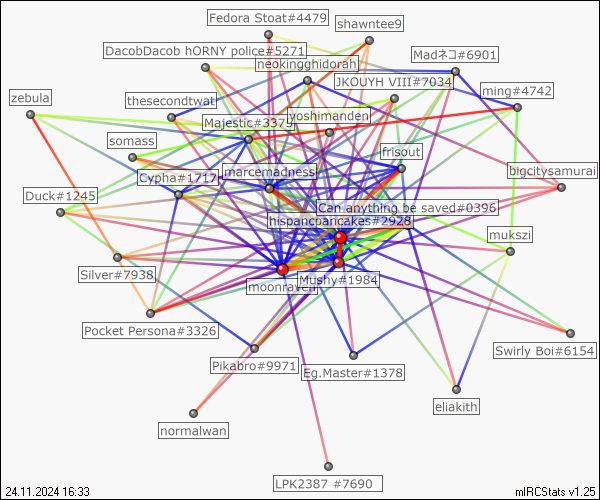 Fedora Stoat#4479
shawntee9
DacobDacob hORNY police#5271
Madネコ#6901
neokingghidorah
JKOUYH VIII#7034
ming#4742
zebula
thesecondtwat
Majestic#3375
yoshimanden
somass
frisout
marcemadness
bigcitysamurai
Cypha#1717
Duck#1245
Can anything be saved#0396
hispancpancakes#2928
mukszi
Silver#7938
moonraven
Mushy#1984
Pocket Persona#3326
Swirly Boi#6154
Pikabro#9971
Eg.Master#1378
eliakith
normalwan
LPK2387 #7690
24.11.2024 16:33
mIRCStats v1.25